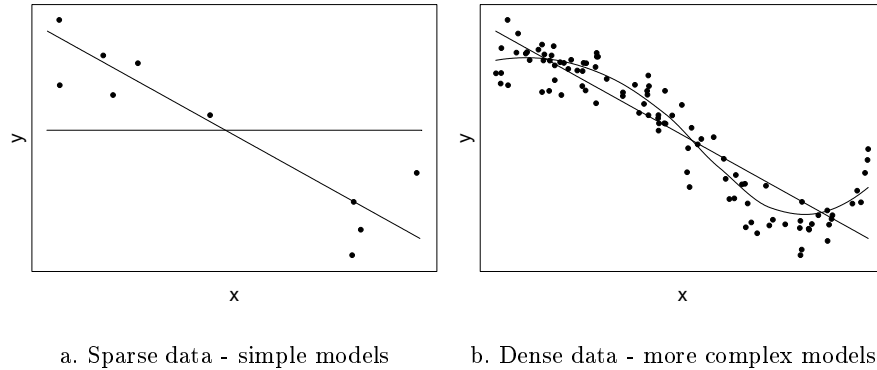 y
x
y
x
a. Sparse data - simple models
b. Dense data - more complex models